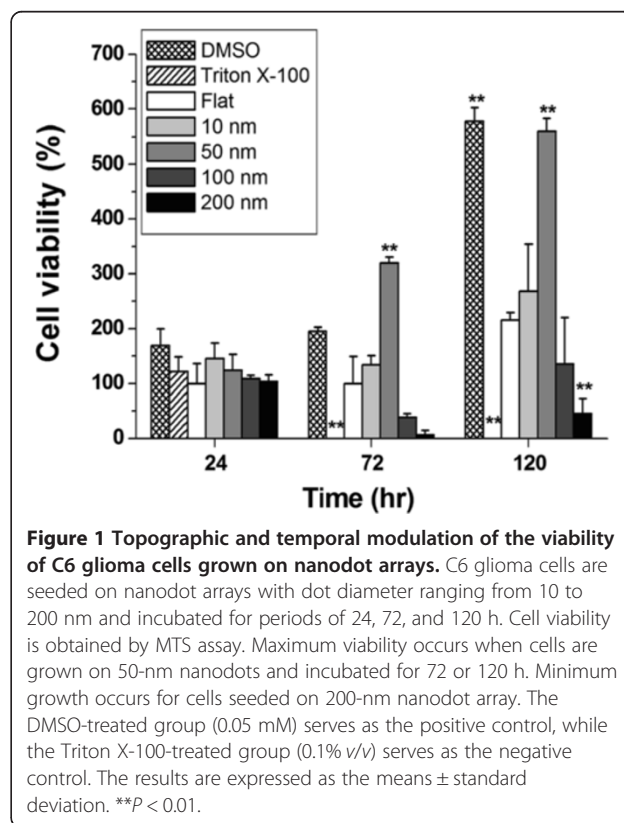 700
600
500
400
300
200
100
0
Cell viability (%)
DMSO
Triton X-100
Flat
10 nm
50 nm
100 nm
200 nm
**
**
**
**
**
**
24
72
120
Time (hr)
Figure 1 Topographic and temporal modulation of the viability
of C6 glioma cells grown on nanodot arrays. C6 glioma cells are
seeded on nanodot arrays with dot diameter ranging from 10 to
200 nm and incubated for periods of 24, 72, and 120 h. Cell viability
is obtained by MTS assay. Maximum viability occurs when cells are
grown on 50-nm nanodots and incubated for 72 or 120 h. Minimum
growth occurs for cells seeded on 200-nm nanodot array. The
DMSO-treated group (0.05 mM) serves as the positive control, while
the Triton X-100-treated group (0.1% v/v) serves as the negative
control. The results are expressed as the means ± standard
deviation. **P < 0.01.